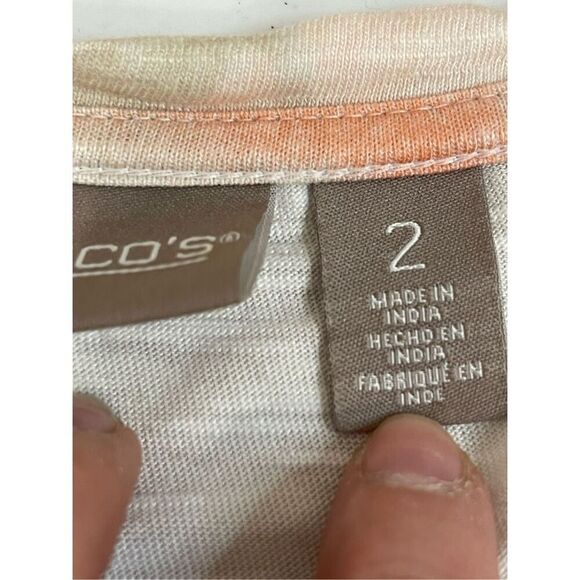 CO'S®
2
MADE IN
INDIA
HECHO EN
INDIA
FABRIQUÉ EN
INDE